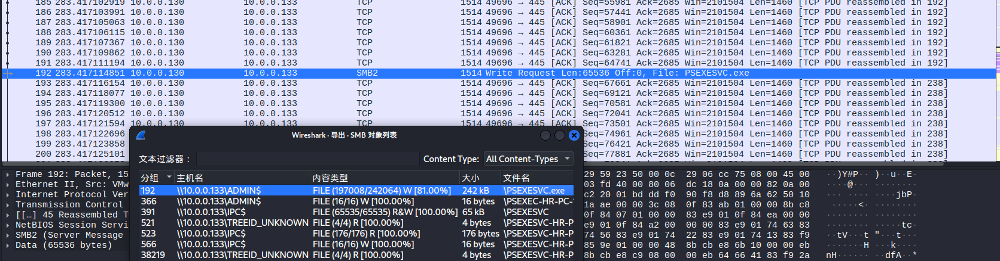 185 283.417102919 10.0.0.130 10.0.0.133 TCP 1514 49696 → 445 [ACK] Seq=55981 Ack=2685 Win=2101504 Len=1460 [TCP PDU reassembled in 192]
186 283.417103991 10.0.0.130 10.0.0.133 TCP 1514 49696 → 445 [ACK] Seq=57441 Ack=2685 Win=2101504 Len=1460 [TCP PDU reassembled in 192]
187 283.417105063 10.0.0.130 10.0.0.133 TCP 1514 49696 → 445 [ACK] Seq=58901 Ack=2685 Win=2101504 Len=1460 [TCP PDU reassembled in 192]
188 283.417106115 10.0.0.130 10.0.0.133 TCP 1514 49696 → 445 [ACK] Seq=60361 Ack=2685 Win=2101504 Len=1460 [TCP PDU reassembled in 192]
189 283.417107367 10.0.0.130 10.0.0.133 TCP 1514 49696 → 445 [ACK] Seq=61821 Ack=2685 Win=2101504 Len=1460 [TCP PDU reassembled in 192]
190 283.417109862 10.0.0.130 10.0.0.133 TCP 1514 49696 → 445 [ACK] Seq=63281 Ack=2685 Win=2101504 Len=1460 [TCP PDU reassembled in 192]
191 283.417111194 10.0.0.130 10.0.0.133 TCP 1514 49696 → 445 [ACK] Seq=64741 Ack=2685 Win=2101504 Len=1460 [TCP PDU reassembled in 192]
192 283.417114851 10.0.0.130 10.0.0.133 SMB2 1514 Write Request Len:65536 Off:0, File: PSEXESVC.exe
193 283.417116154 10.0.0.130 10.0.0.133 TCP 1514 49696 → 445 [ACK] Seq=67661 Ack=2685 Win=2101504 Len=1460 [TCP PDU reassembled in 238]
194 283.417118077 10.0.0.130 10.0.0.133 TCP 1514 49696 → 445 [ACK] Seq=69121 Ack=2685 Win=2101504 Len=1460 [TCP PDU reassembled in 238]
195 283.417119300 10.0.0.130 10.0.0.133 TCP 1514 49696 → 445 [ACK] Seq=70581 Ack=2685 Win=2101504 Len=1460 [TCP PDU reassembled in 238]
196 283.417120512 10.0.0.130 10.0.0.133 TCP 1514 49696 → 445 [ACK] Seq=72041 Ack=2685 Win=2101504 Len=1460 [TCP PDU reassembled in 238]
197 283.417121594 10.0.0.130 10.0.0.133 TCP 1514 49696 → 445 [ACK] Seq=73501 Ack=2685 Win=2101504 Len=1460 [TCP PDU reassembled in 238]
198 283.417122696 Seq=74961 Ack=2685 Win=2101504 Len=1460 [TCP PDU reassembled in 238]
199 283.417123858 Seq=76421 Ack=2685 Win=2101504 Len=1460 [TCP PDU reassembled in 238]
200 283.417125101 Seq=77881 Ack=2685 Win=2101504 Len=1460 [TCP PDU reassembled in 238]
Wireshark · 导出 · SMB 对象列表
文本过滤器：
Content Type: All Content-Types
分组 主机名 内容类型 大小 文件名
192 \\10.0.0.133\ADMIN$ FILE (197008/242064) W [81.00%] 242 kB \PSEXESVC.exe
366 \\10.0.0.133\ADMIN$ FILE (16/16) W [100.00%] 16 bytes \PSEXEC-HR-PC-
391 \\10.0.0.133\IPC$ FILE (65535/65535) R&W [100.00%] 65 kB \PSEXESVC
521 \\10.0.0.133\TREEID_UNKNOWN FILE (4/4) R [100.00%] 4 bytes \PSEXESVC-HR-P
523 \\10.0.0.133\IPC$ FILE (176/176) R [100.00%] 176 bytes \PSEXESVC-HR-P
566 \\10.0.0.133\IPC$ FILE (16/16) W [100.00%] 16 bytes \PSEXESVC-HR-P
38219 \\10.0.0.133\TREEID_UNKNOWN FILE (4/4) R [100.00%] 4 bytes \PSEXESVC-HR-P
Frame 192: Packet, 15
Ethernet II, Src: VMw
Internet Protocol Ver
Transmission Control
[[…] 45 Reassembled T
NetBIOS Session Servi
SMB2 (Server Message
Data (65536 bytes)
29 59 23 50 00 0c 29 06 cc 75 08 00 45 00 ··)Y#P·· )··u··E·
03 fd 40 00 80 06 dc 18 0a 00 00 82 0a 00
c2 20 01 bd dd f0 90 f8 d8 89 6a 62 50 10
1a ae 00 00 3c 08 0f 83 ab 01 00 00 8b c8
0f 84 07 01 00 00 83 e9 01 0f 84 ea 00 00
e9 01 0f 84 a2 00 00 00 83 e9 01 74 63 83
74 56 83 e9 01 74 22 83 e9 01 74 13 83 f9
85 9e 01 00 00 48 8b cb e8 6b 10 00 00 eb
8b cb e8 c9 08 00 00 eb 64 66 41 83 f9 2a